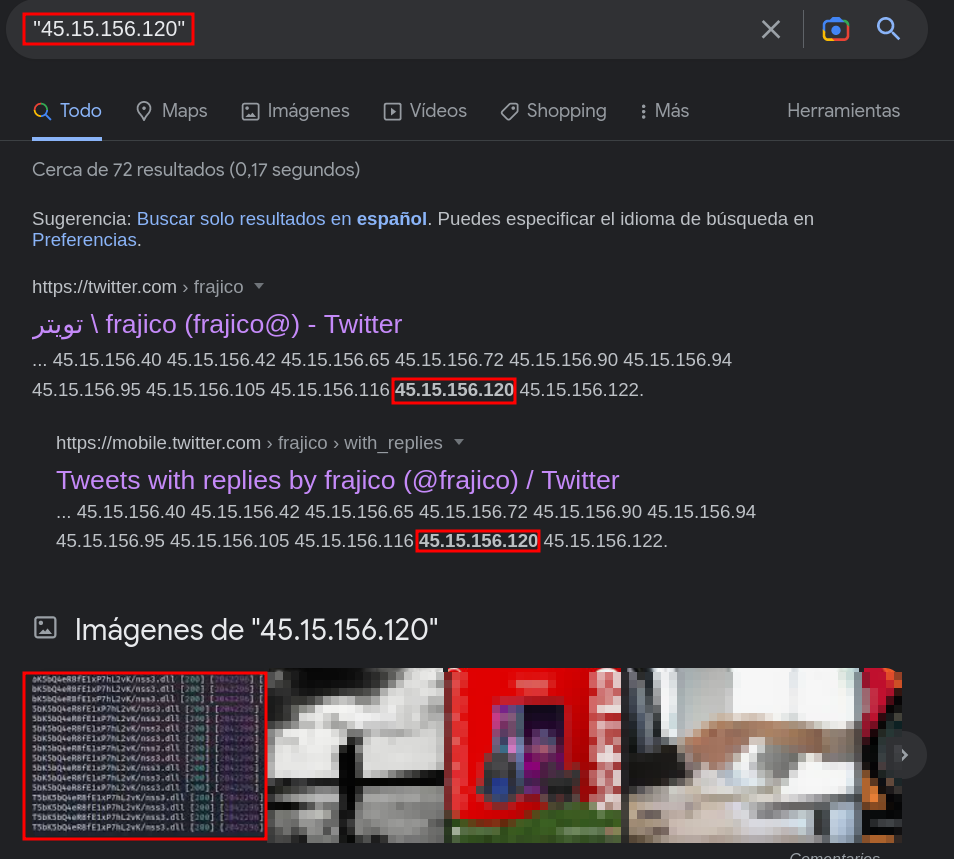 "45.15.156.120"
Todo Maps Imágenes Vídeos Shopping Más Herramientas
Cerca de 72 resultados (0,17 segundos)
Sugerencia: Buscar solo resultados en español. Puedes especificar el idioma de búsqueda en
Preferencias.
https://twitter.com › frajico
تويتر \ frajico (frajico@) - Twitter
... 45.15.156.40 45.15.156.42 45.15.156.65 45.15.156.72 45.15.156.90 45.15.156.94
45.15.156.95 45.15.156.105 45.15.156.116 45.15.156.120 45.15.156.122.
https://mobile.twitter.com › frajico › with_replies
Tweets with replies by frajico (@frajico) / Twitter
... 45.15.156.40 45.15.156.42 45.15.156.65 45.15.156.72 45.15.156.90 45.15.156.94
45.15.156.95 45.15.156.105 45.15.156.116 45.15.156.120 45.15.156.122.
Imágenes de "45.15.156.120"